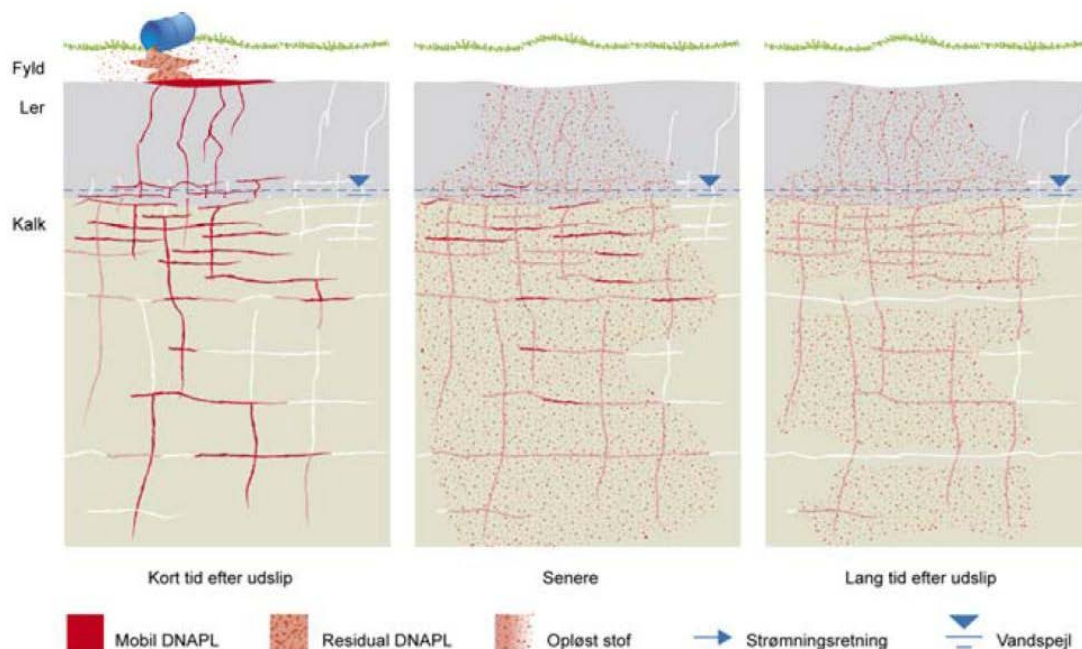 Fyld
Ler
Kalk
Kort tid efter udslip
Senere
Lang tid efter udslip
Mobil DNAPL
Residual DNAPL
Opløst stof
Strømningsretning
Vandspejl